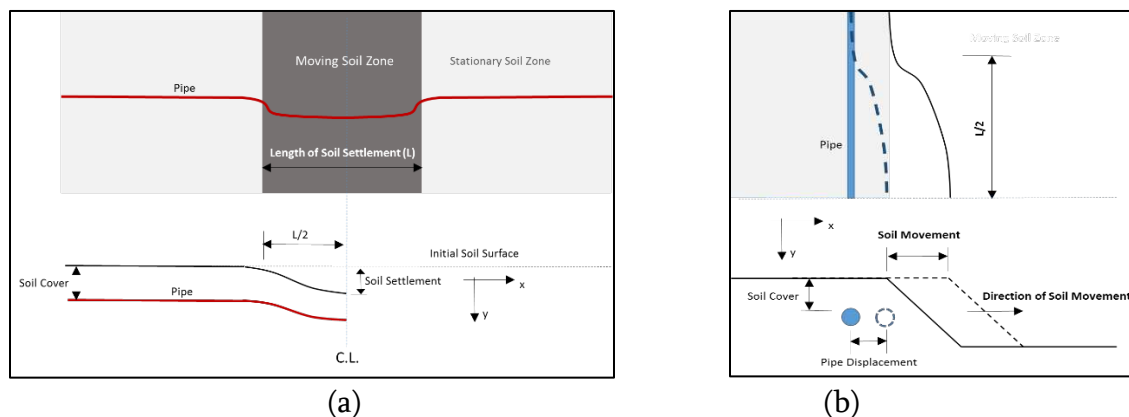 Moving Soil Zone
Stationary Soil Zone
Pipe
Length of Soil Settlement (L)
L/2
Initial Soil Surface
Soil Cover
Soil Settlement
Pipe
x
y
C.L.
(a)
Moving Soil Zone
L/2
Pipe
x
y
Soil Movement
Soil Cover
Direction of Soil Movement
Pipe Displacement
(b)